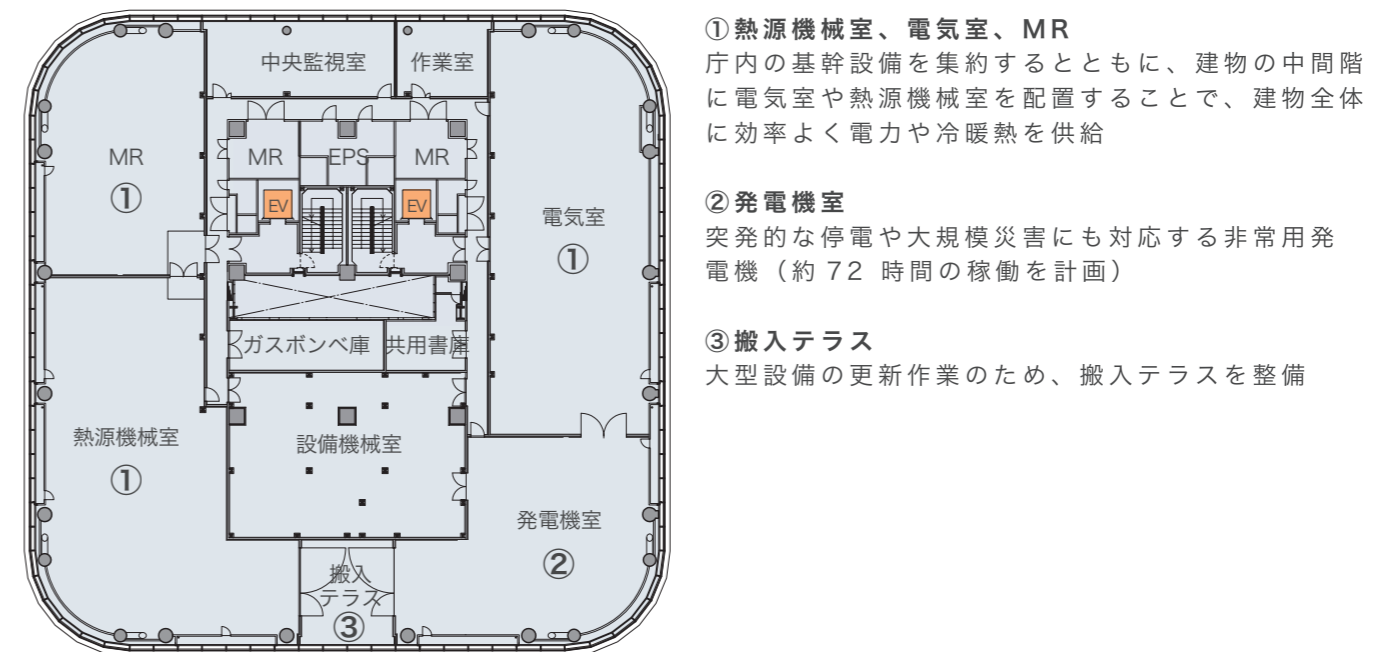 中央監視室
作業室
MR
①
MR
EPS
MR
EV
EV
電気室
①
ガスボンベ庫
共用書庫
熱源機械室
①
設備機械室
発電機室
②
搬入
テラス
③
①熱源機械室、電気室、MR
庁内の基幹設備を集約するとともに、建物の中間階
に電気室や熱源機械室を配置することで、建物全体
に効率よく電力や冷暖熱を供給
②発電機室
突発的な停電や大規模災害にも対応する非常用発
電機（約 72 時間の稼働を計画）
③搬入テラス
大型設備の更新作業のため、搬入テラスを整備